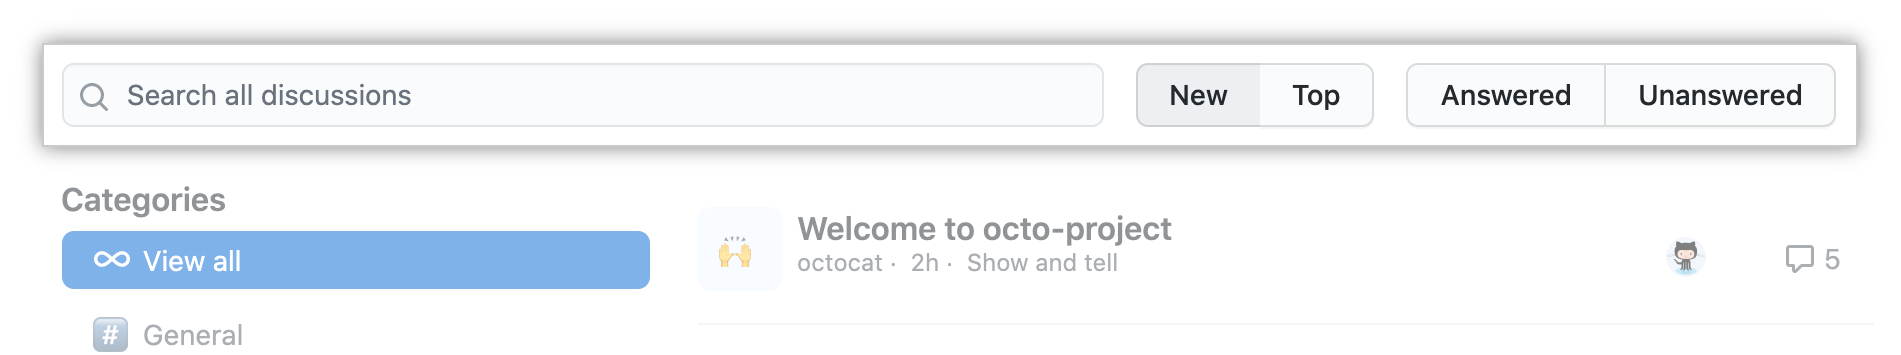 Search all discussions
New Top Answered Unanswered
Categories
View all
# General
Welcome to octo-project
octocat · 2h · Show and tell
5